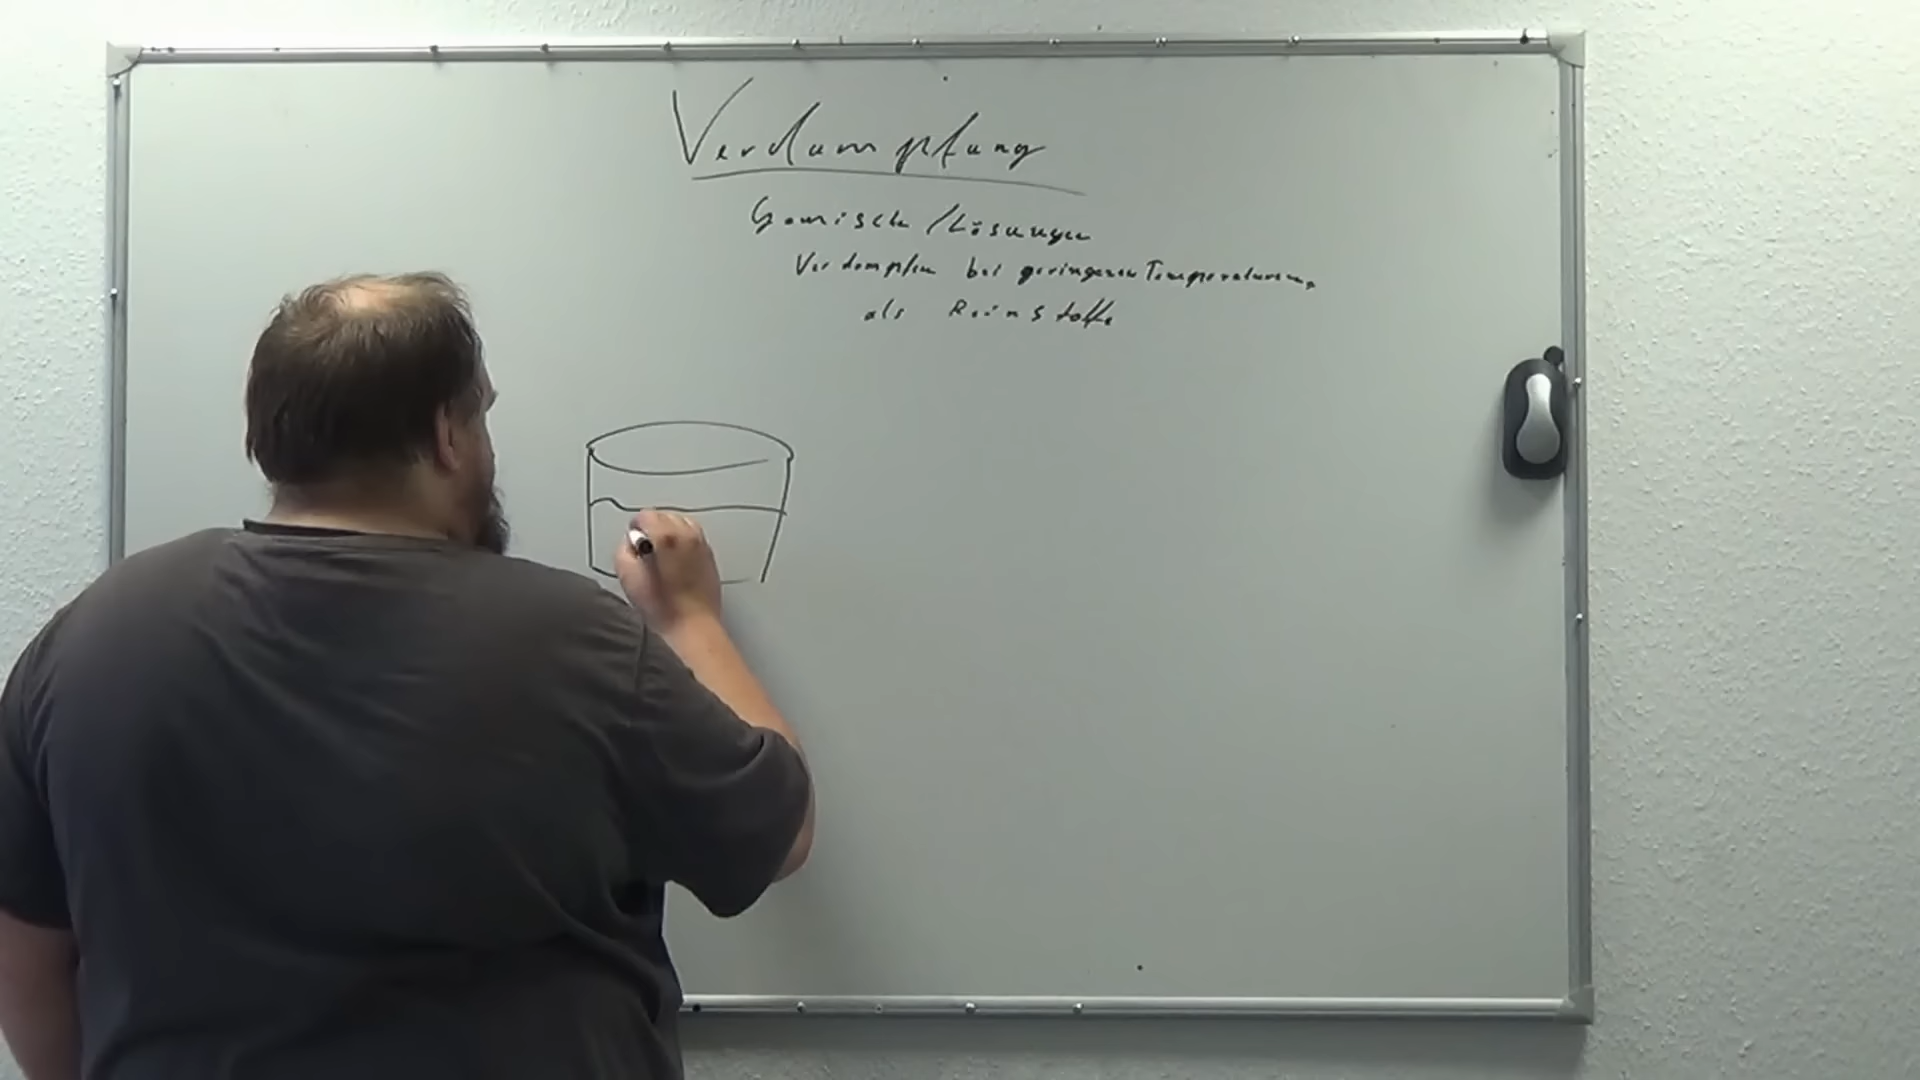 Verdampfung
Gemische / Lösungen
Verdampfen bei geringeren Temperaturen,
als Reinstoffe